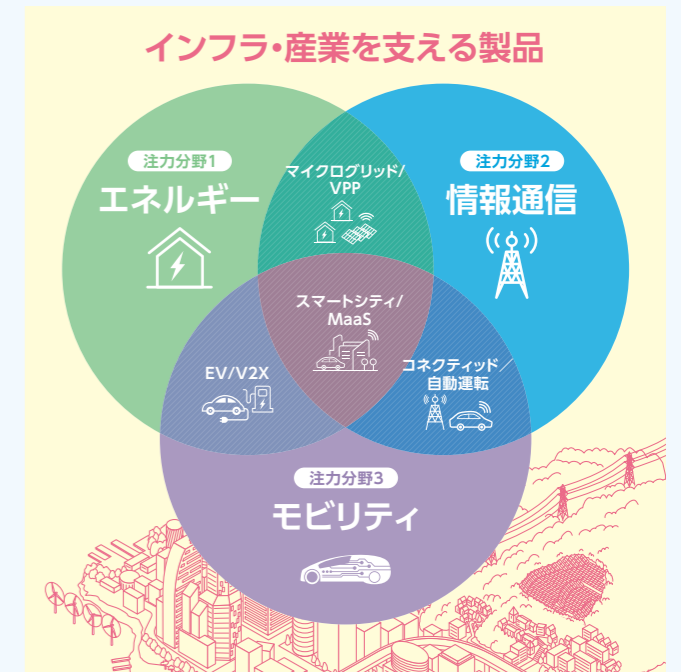 インフラ・産業を支える製品
注力分野1
エネルギー
マイクログリッド/
VPP
注力分野2
情報通信
スマートシティ/
MaaS
EV/V2X
コネクティッド/
自動運転
注力分野3
モビリティ